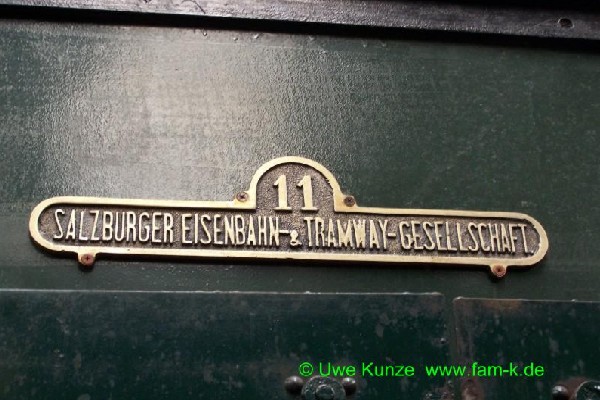 11
SALZBURGER EISENBAHN- & TRAMWAY-GESELLSCHAFT.
© Uwe Kunze www.fam-k.de